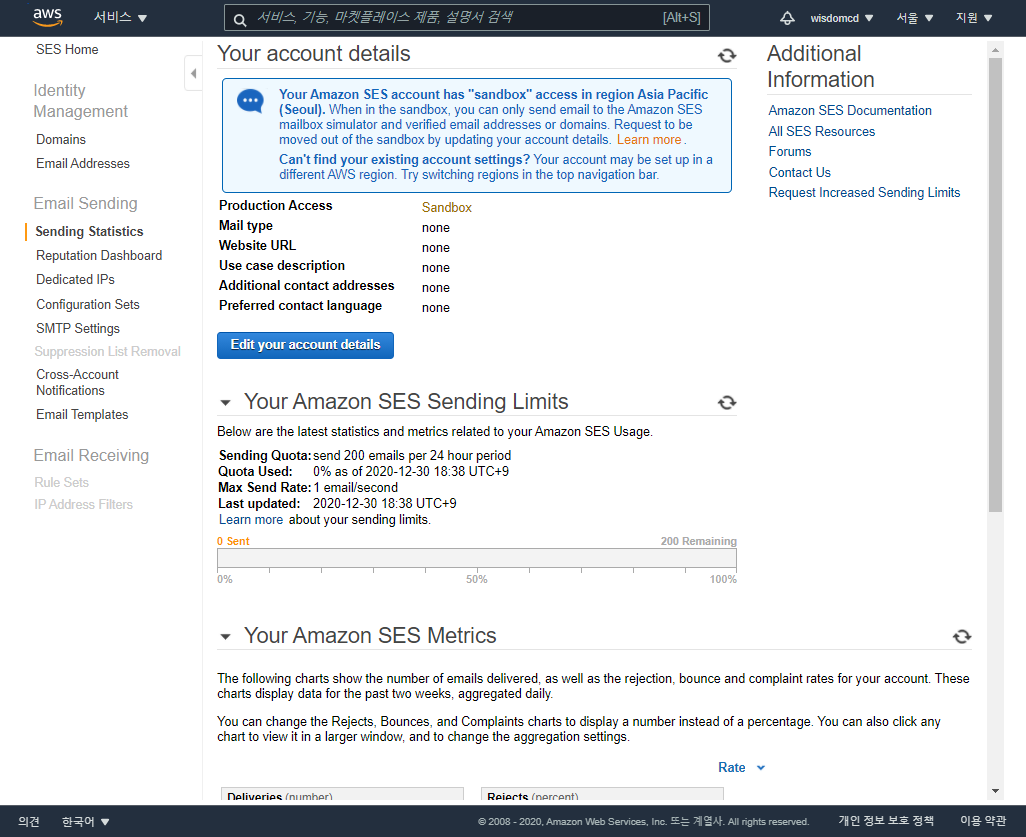 aws
서비스
서비스, 기능, 마켓플레이스 제품, 설명서 검색
[Alt+S]
wisdomcd
서울
지원
SES Home
Identity
Management
Domains
Email Addresses
Email Sending
Sending Statistics
Reputation Dashboard
Dedicated IPs
Configuration Sets
SMTP Settings
Suppression List Removal
Cross-Account
Notifications
Email Templates
Email Receiving
Rule Sets
IP Address Filters
Your account details
Your Amazon SES account has "sandbox" access in region Asia Pacific
(Seoul). When in the sandbox, you can only send email to the Amazon SES
mailbox simulator and verified email addresses or domains. Request to be
moved out of the sandbox by updating your account details. Learn more.
Can't find your existing account settings? Your account may be set up in a
different AWS region. Try switching regions in the top navigation bar.
Production Access Sandbox
Mail type none
Website URL none
Use case description none
Additional contact addresses none
Preferred contact language none
Edit your account details
Your Amazon SES Sending Limits
Below are the latest statistics and metrics related to your Amazon SES Usage.
Sending Quota: send 200 emails per 24 hour period
Quota Used: 0% as of 2020-12-30 18:38 UTC+9
Max Send Rate: 1 email/second
Last updated: 2020-12-30 18:38 UTC+9
Learn more about your sending limits.
0 Sent 200 Remaining
0% 50% 100%
Your Amazon SES Metrics
The following charts show the number of emails delivered, as well as the rejection, bounce and complaint rates for your account. These
charts display data for the past two weeks, aggregated daily.
You can change the Rejects, Bounces, and Complaints charts to display a number instead of a percentage. You can also click any
chart to view it in a larger window, and to change the aggregation settings.
Rate
Deliveries (number) Rejects (percent)
Additional
Information
Amazon SES Documentation
All SES Resources
Forums
Contact Us
Request Increased Sending Limits
의견
한국어
© 2008 - 2020, Amazon Web Services, Inc. 또는 계열사. All rights reserved.
개인 정보 보호 정책
이용 약관